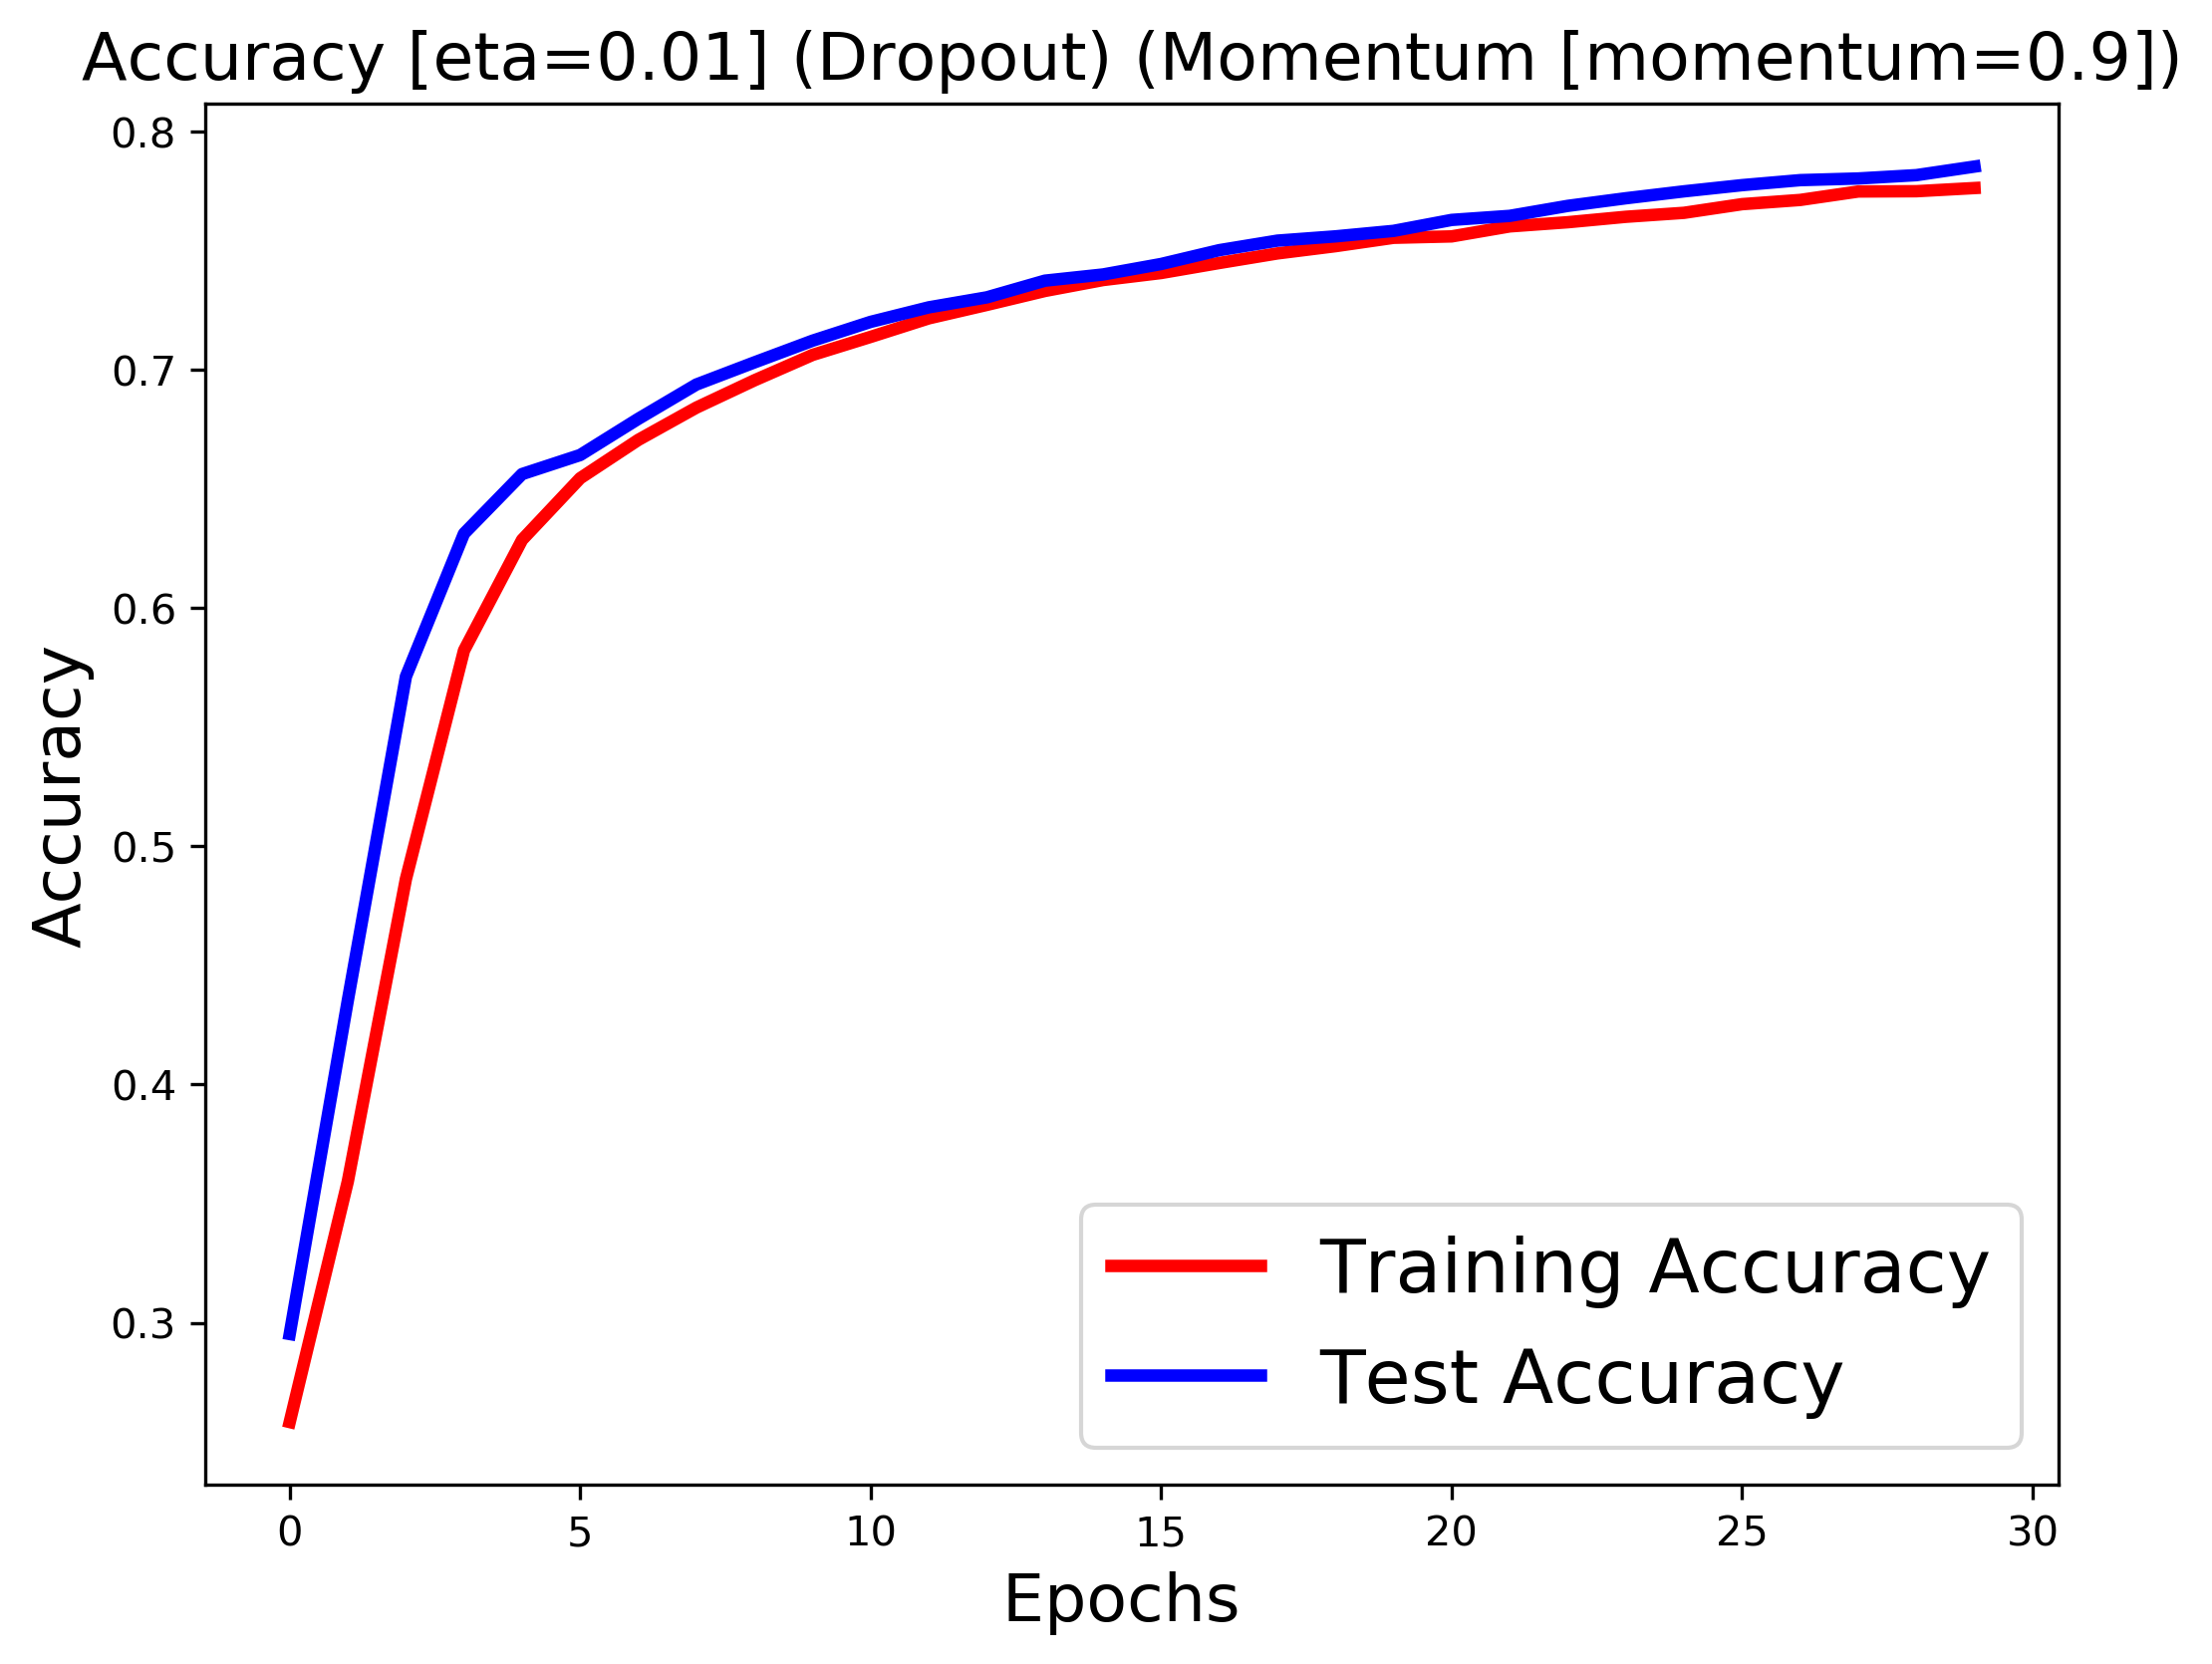 Accuracy [eta=0.01] (Dropout) (Momentum [momentum=0.9])
0.8
0.7
0.6
0.5
0.4
0.3
Accuracy
Training Accuracy
Test Accuracy
0 5 10 15 20 25 30
Epochs